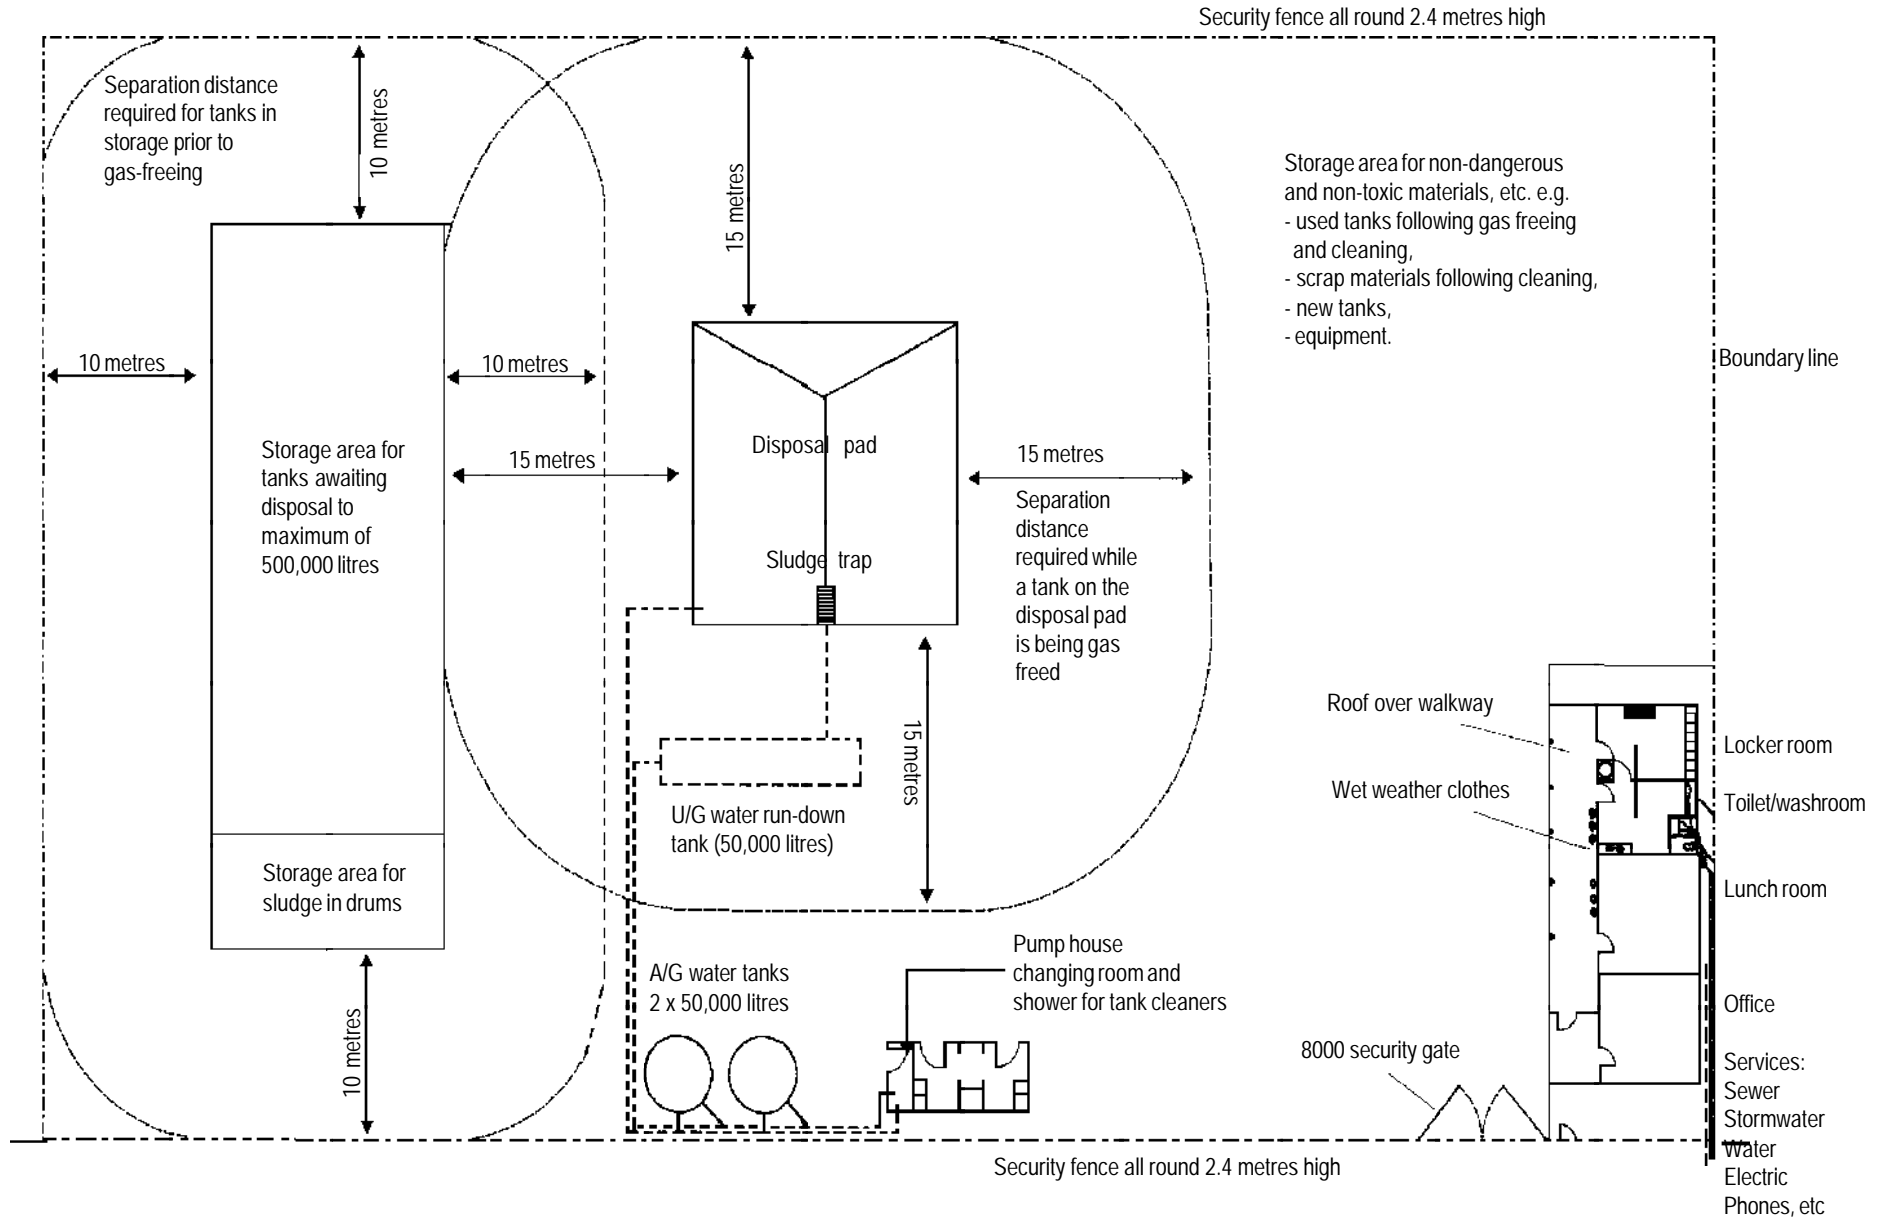 Security fence all round 2.4 metres high
Separation distance
required for tanks in
storage prior to
gas-freeing
10 metres
15 metres
Storage area for non-dangerous
and non-toxic materials, etc. e.g.
- used tanks following gas freeing
and cleaning,
- scrap materials following cleaning,
- new tanks,
- equipment.
Boundary line
10 metres
10 metres
Storage area for
tanks awaiting
disposal to
maximum of
500,000 litres
15 metres
Disposal pad
Sludge trap
15 metres
Separation
distance
required while
a tank on the
disposal pad
is being gas
freed
15 metres
U/G water run-down
tank (50,000 litres)
Storage area for
sludge in drums
10 metres
A/G water tanks
2 x 50,000 litres
Pump house
changing room and
shower for tank cleaners
Roof over walkway
Wet weather clothes
8000 security gate
Locker room
Toilet/washroom
Lunch room
Office
Services:
Sewer
Stormwater
Water
Electric
Phones, etc
Security fence all round 2.4 metres high